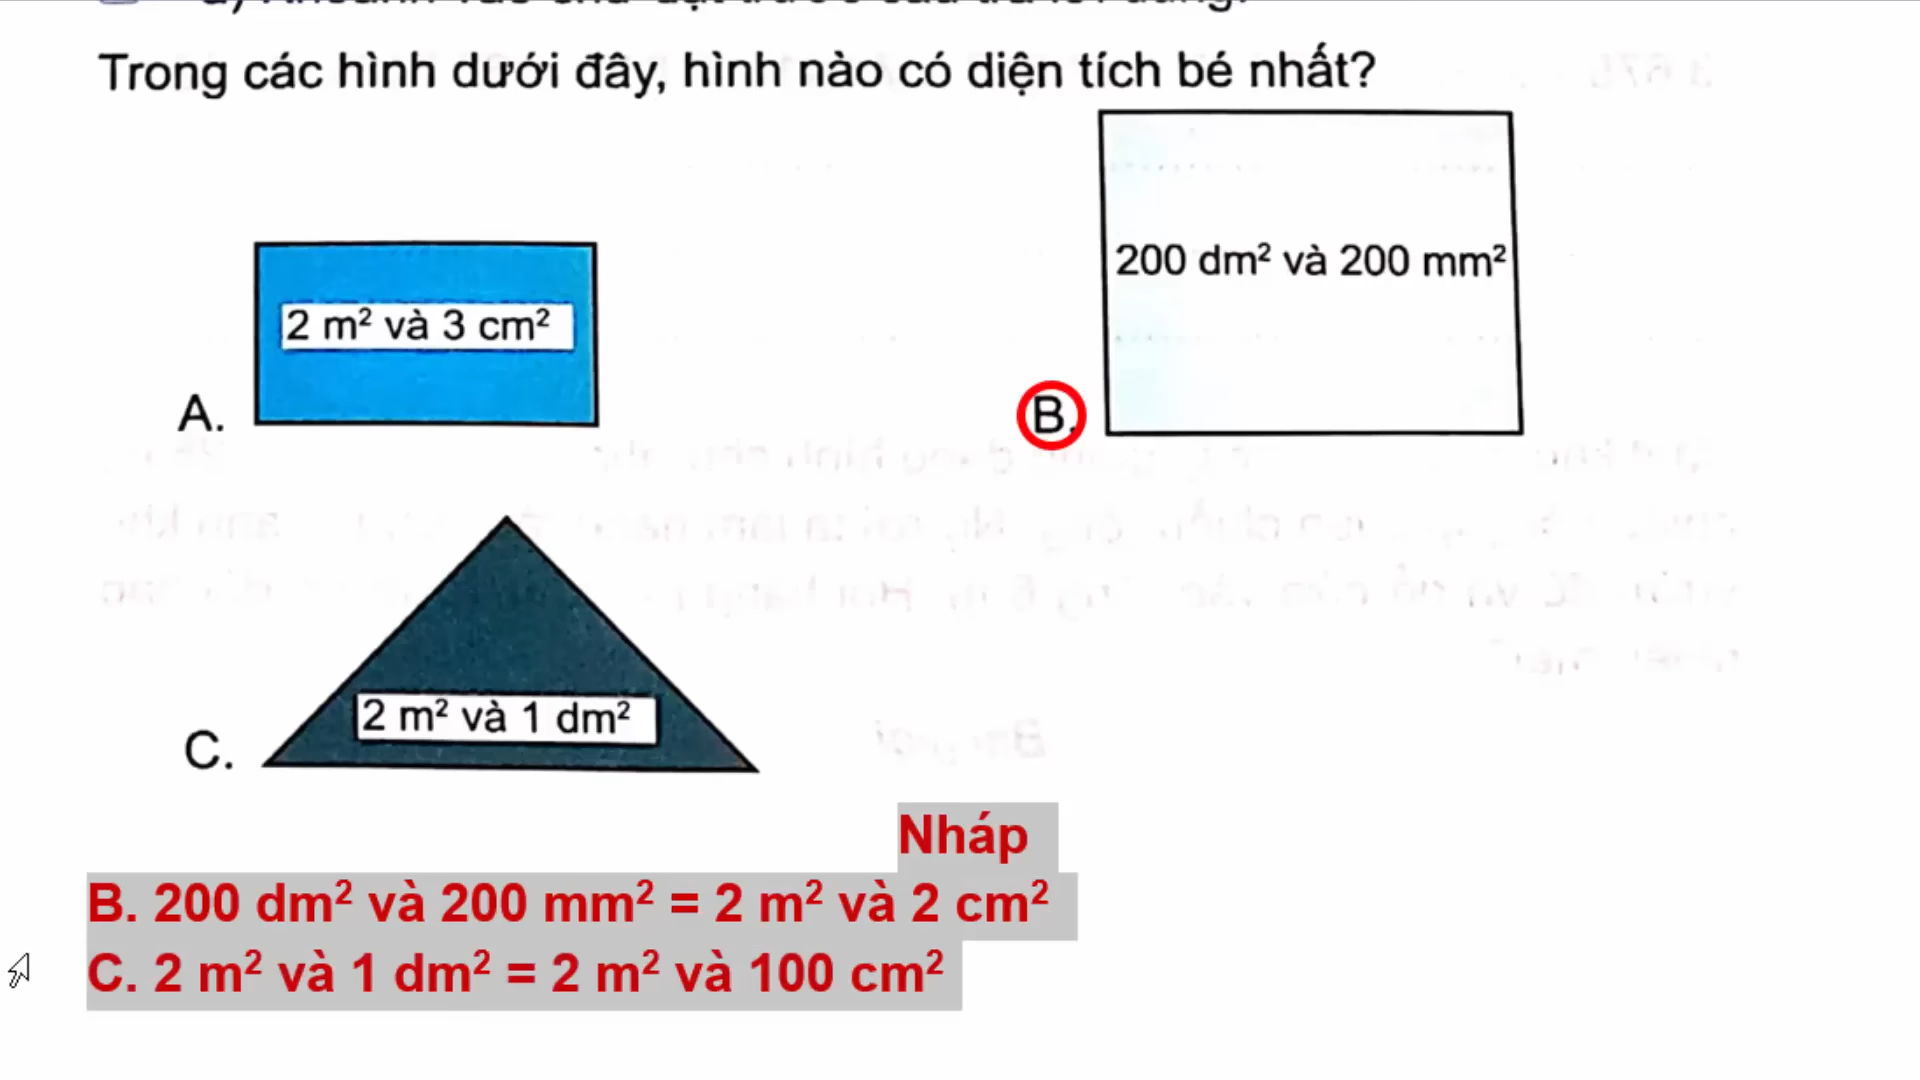 Trong các hình dưới đây, hình nào có diện tích bé nhất?
200 dm² và 200 mm²
2 m² và 3 cm²
A.
B.
2 m² và 1 dm²
C.
Nháp
B. 200 dm² và 200 mm² = 2 m² và 2 cm²
C. 2 m² và 1 dm² = 2 m² và 100 cm²